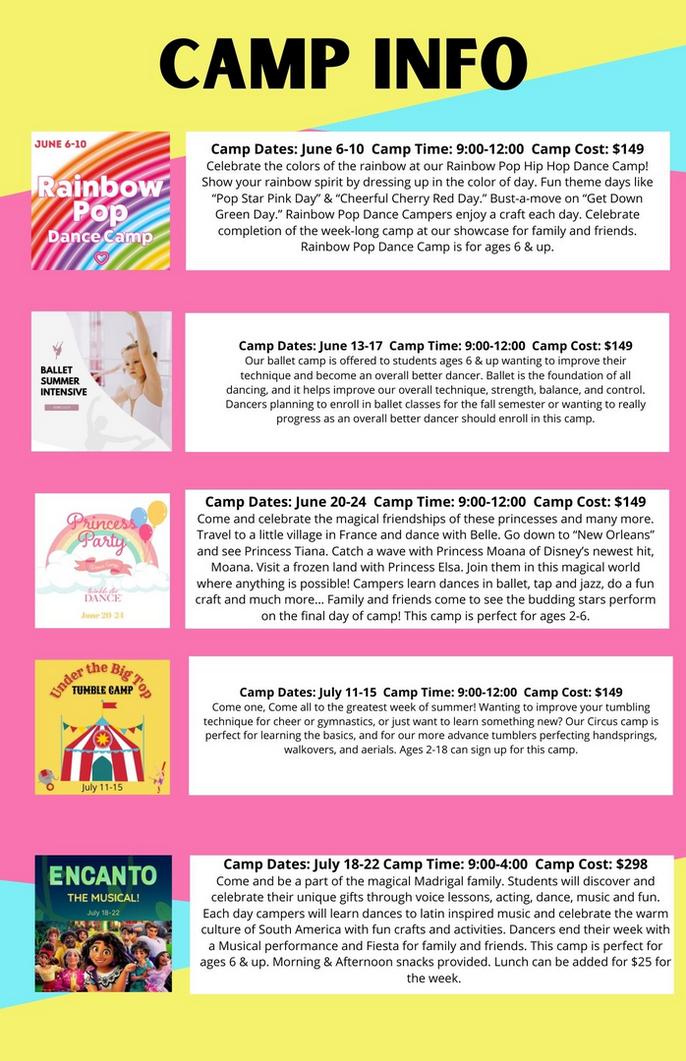 CAMP INFO
JUNE 6-10
Rainbow
Pop
Dance Camp
Camp Dates: June 6-10 Camp Time: 9:00-12:00 Camp Cost: $149
Celebrate the colors of the rainbow at our Rainbow Pop Hip Hop Dance Camp!
Show your rainbow spirit by dressing up in the color of day. Fun theme days like
“Pop Star Pink Day” & “Cheerful Cherry Red Day.” Bust-a-move on “Get Down
Green Day.” Rainbow Pop Dance Campers enjoy a craft each day. Celebrate
completion of the week-long camp at our showcase for family and friends.
Rainbow Pop Dance Camp is for ages 6 & up.
BALLET
SUMMER
INTENSIVE
Camp Dates: June 13-17 Camp Time: 9:00-12:00 Camp Cost: $149
Our ballet camp is offered to students ages 6 & up wanting to improve their
technique and become an overall better dancer. Ballet is the foundation of all
dancing, and it helps improve our overall technique, strength, balance, and control.
Dancers planning to enroll in ballet classes for the fall semester or wanting to really
progress as an overall better dancer should enroll in this camp.
Princess
Party
DANCE
June 20-24
Camp Dates: June 20-24 Camp Time: 9:00-12:00 Camp Cost: $149
Come and celebrate the magical friendships of these princesses and many more.
Travel to a little village in France and dance with Belle. Go down to “New Orleans”
and see Princess Tiana. Catch a wave with Princess Moana of Disney’s newest hit,
Moana. Visit a frozen land with Princess Elsa. Join them in this magical world
where anything is possible! Campers learn dances in ballet, tap and jazz, do a fun
craft and much more... Family and friends come to see the budding stars perform
on the final day of camp! This camp is perfect for ages 2-6.
Under the Big Top
TUMBLE CAMP
July 11-15
Camp Dates: July 11-15 Camp Time: 9:00-12:00 Camp Cost: $149
Come one, Come all to the greatest week of summer! Wanting to improve your tumbling
technique for cheer or gymnastics, or just want to learn something new? Our Circus camp is
perfect for learning the basics, and for our more advance tumblers perfecting handsprings,
walkovers, and aerials. Ages 2-18 can sign up for this camp.
ENCANTO
THE MUSICAL!
July 18-22
Camp Dates: July 18-22 Camp Time: 9:00-4:00 Camp Cost: $298
Come and be a part of the magical Madrigal family. Students will discover and
celebrate their unique gifts through voice lessons, acting, dance, music and fun.
Each day campers will learn dances to latin inspired music and celebrate the warm
culture of South America with fun crafts and activities. Dancers end their week with
a Musical performance and Fiesta for family and friends. This camp is perfect for
ages 6 & up. Morning & Afternoon snacks provided. Lunch can be added for $25 for
the week.